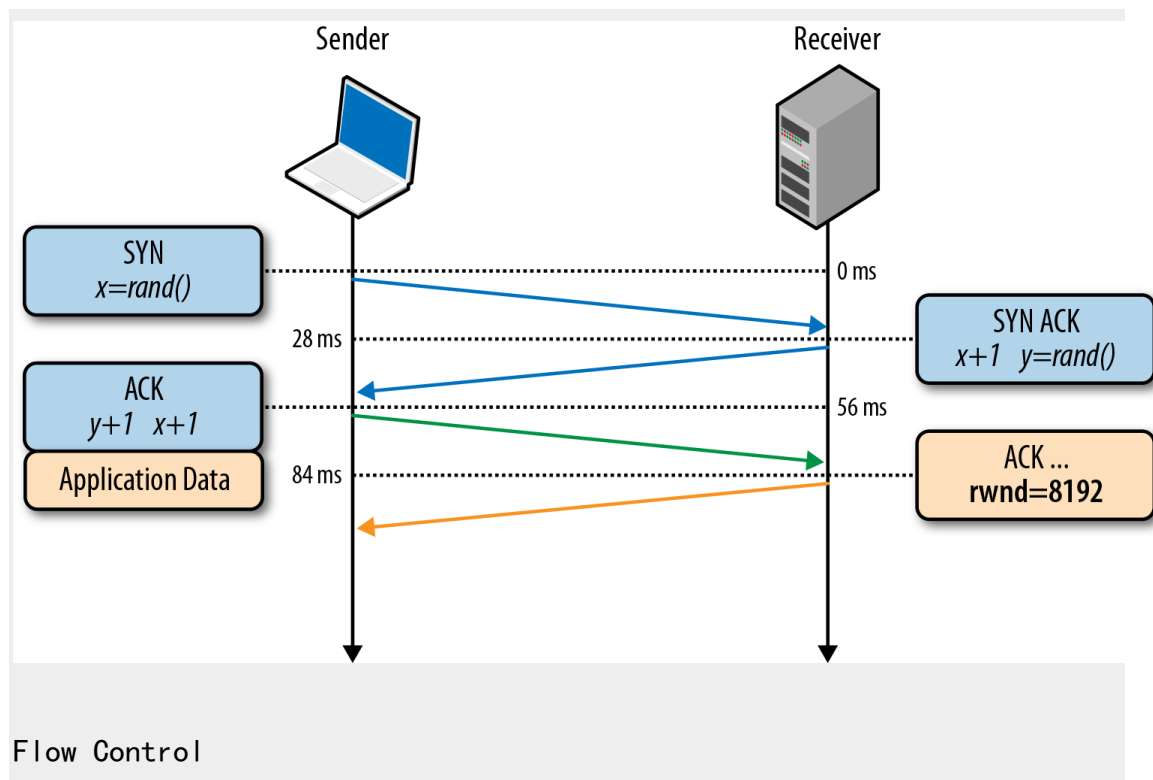 Sender
Receiver
SYN
x=rand()
0 ms
28 ms
SYN ACK
x+1 y=rand()
ACK
y+1 x+1
56 ms
Application Data
84 ms
ACK ...
rwnd=8192
Flow Control